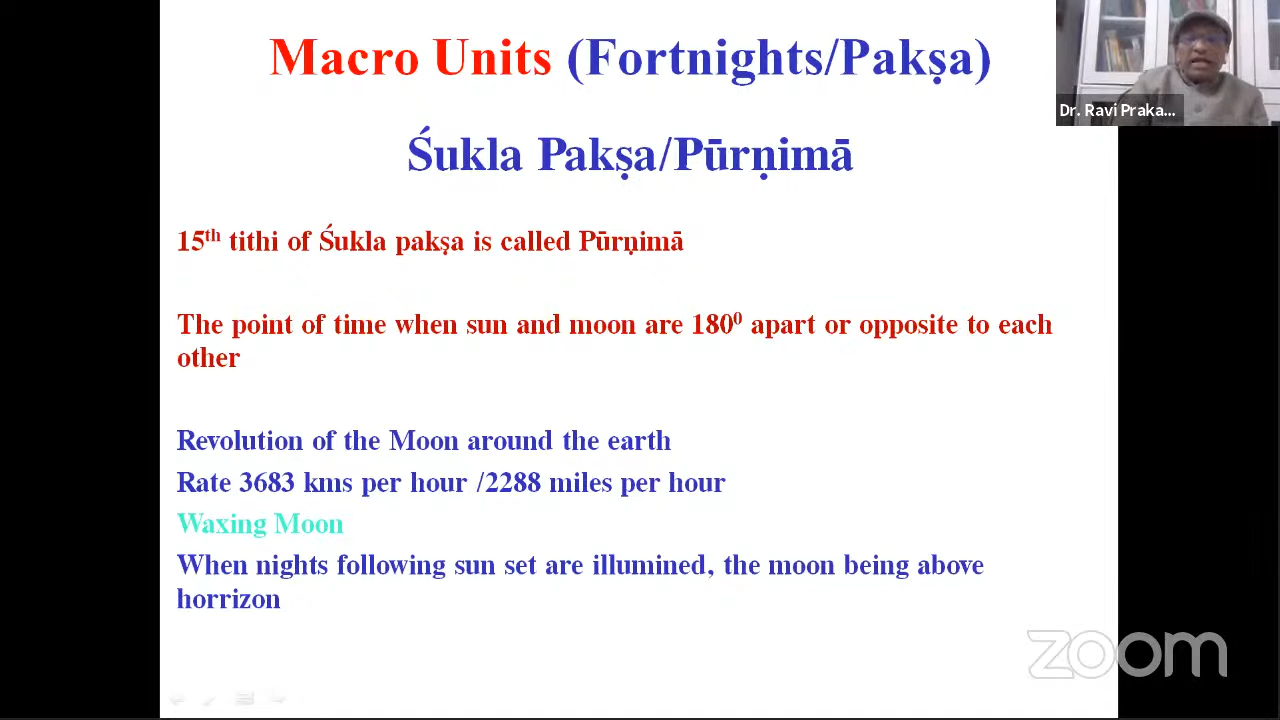 Macro Units (Fortnights/Pakṣa)
Dr. Ravi Praka...
Śukla Pakṣa/Pūrṇimā
15th tithi of Śukla pakṣa is called Pūrṇimā
The point of time when sun and moon are 180⁰ apart or opposite to each
other
Revolution of the Moon around the earth
Rate 3683 kms per hour /2288 miles per hour
Waxing Moon
When nights following sun set are illumined, the moon being above
horrizon
zoom